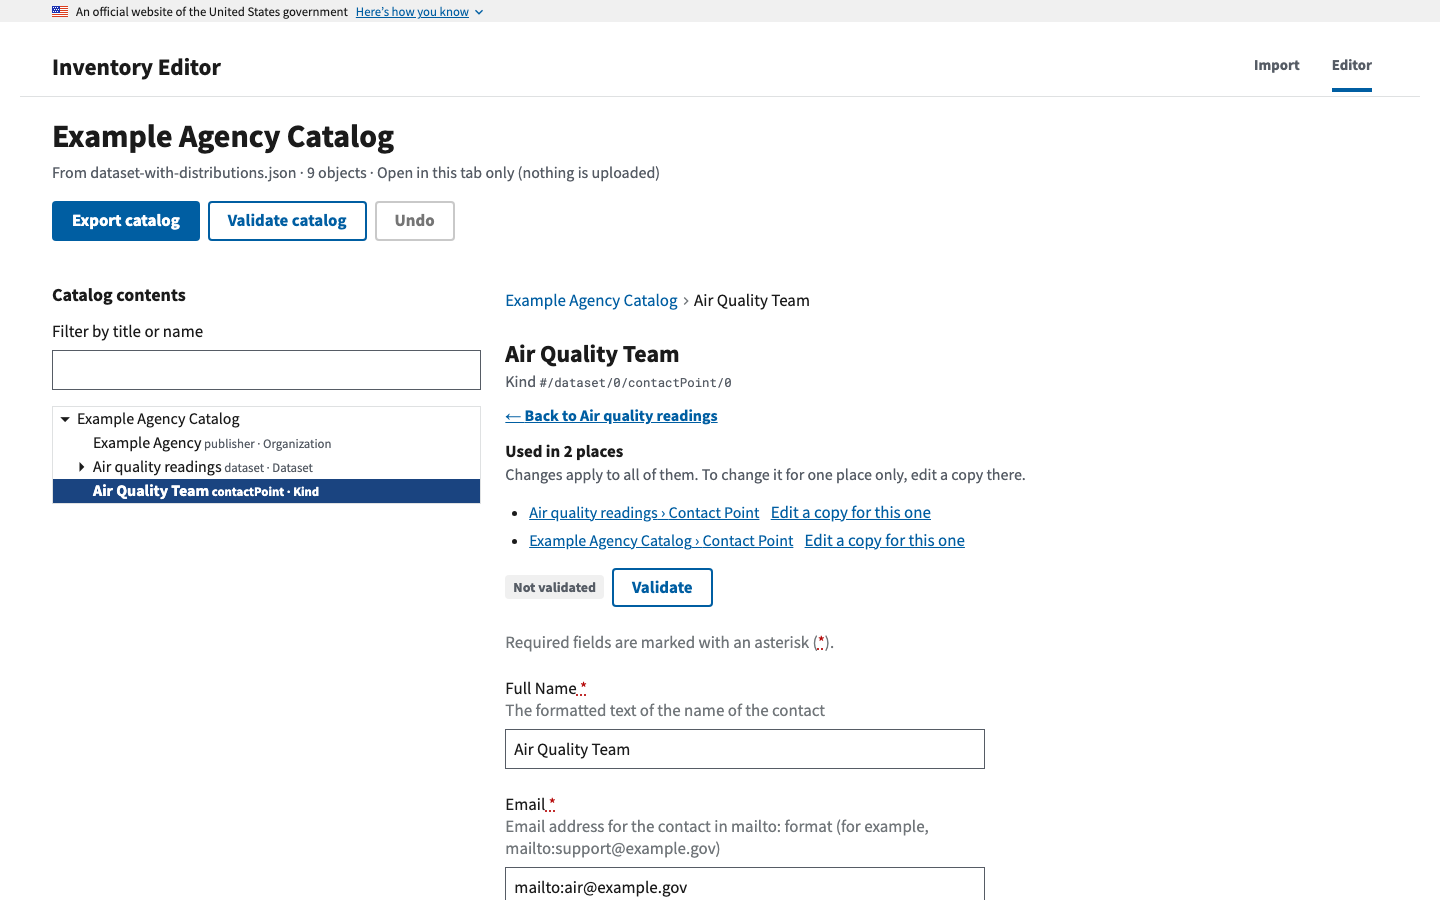 An official website of the United States government Here's how you know
Inventory Editor
Import
Editor
Example Agency Catalog
From dataset-with-distributions.json · 9 objects · Open in this tab only (nothing is uploaded)
Export catalog
Validate catalog
Undo
Catalog contents
Filter by title or name
Example Agency Catalog
Example Agency publisher · Organization
Air quality readings dataset · Dataset
Air Quality Team contactPoint · Kind
Example Agency Catalog › Air Quality Team
Air Quality Team
Kind #/dataset/0/contactPoint/0
← Back to Air quality readings
Used in 2 places
Changes apply to all of them. To change it for one place only, edit a copy there.
• Air quality readings › Contact Point Edit a copy for this one
• Example Agency Catalog › Contact Point Edit a copy for this one
Not validated
Validate
Required fields are marked with an asterisk (*).
Full Name *
The formatted text of the name of the contact
Air Quality Team
Email *
Email address for the contact in mailto: format (for example,
mailto:support@example.gov)
mailto:air@example.gov